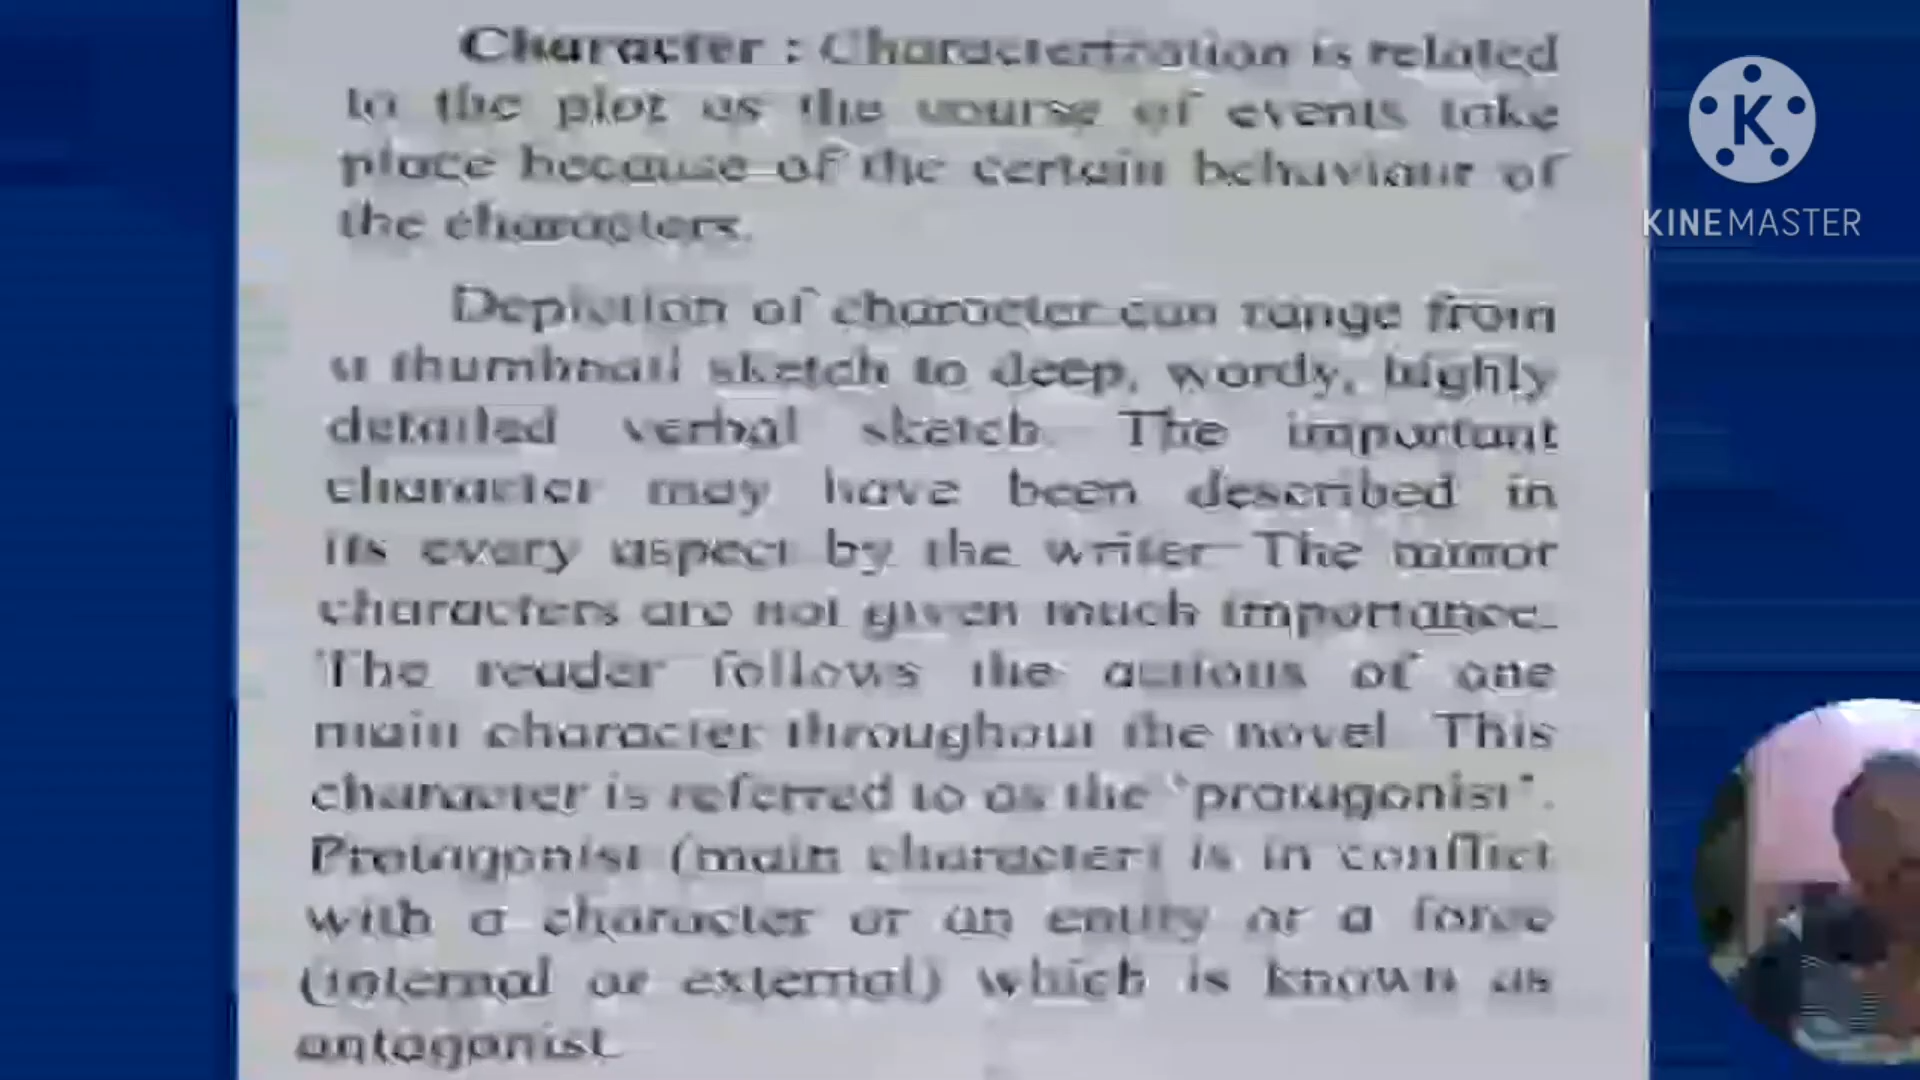 Character : Characterization is related
to the plot as the course of events take
place because of the certain behaviour of
the characters.
Depiction of character can range from
a thumbnail sketch to deep, wordy, highly
detailed verbal sketch. The important
character may have been described in
its every aspect by the writer. The minor
characters are not given much importance.
The reader follows the actions of one
main character throughout the novel. This
character is referred to as the 'protagonist'.
Protagonist (main character) is in conflict
with a character or an entity or a force
(internal or external) which is known as
antagonist.
K
KINEMASTER